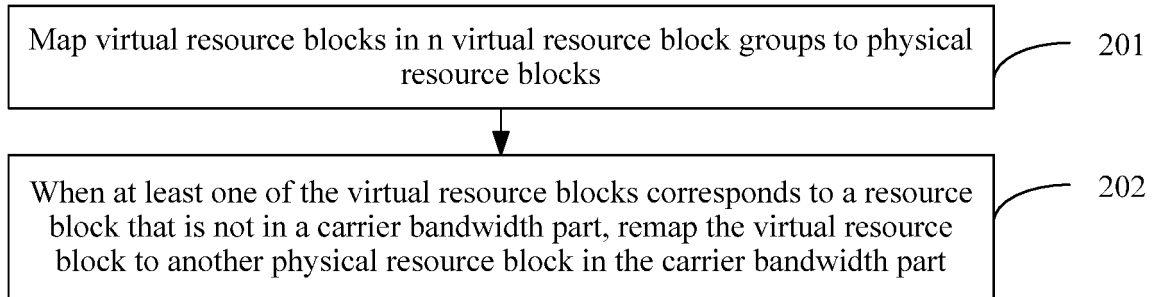 Map virtual resource blocks in n virtual resource block groups to physical
resource blocks
201
When at least one of the virtual resource blocks corresponds to a resource
block that is not in a carrier bandwidth part, remap the virtual resource
block to another physical resource block in the carrier bandwidth part
202